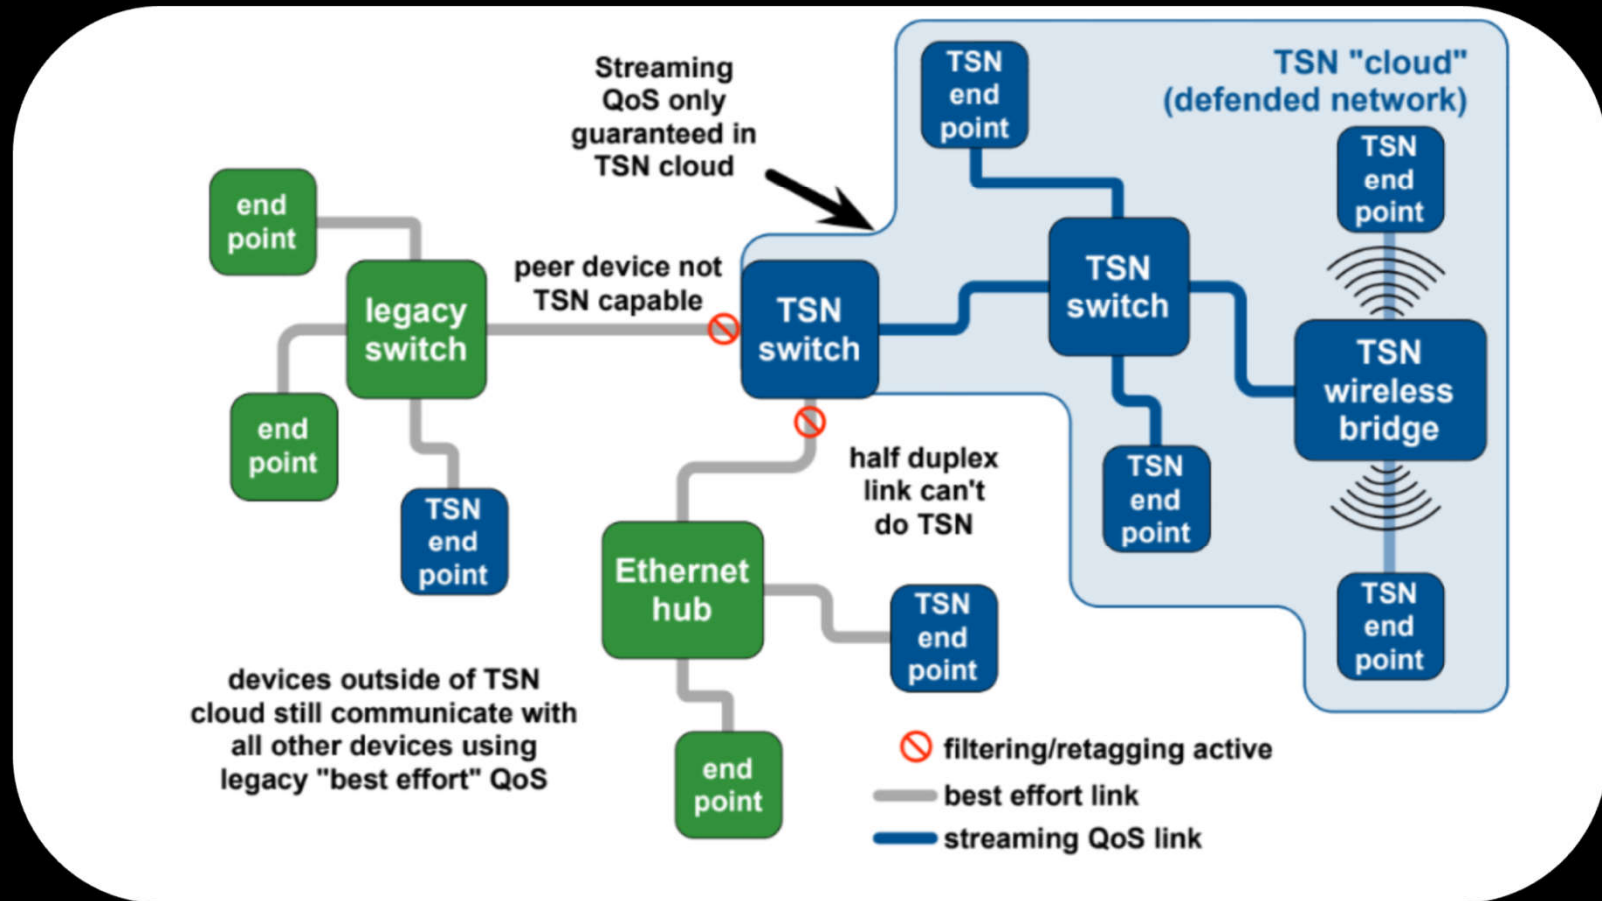 Streaming
QoS only
guaranteed in
TSN cloud
TSN
end
point
TSN "cloud"
(defended network)
TSN
end
point
end
point
legacy
switch
peer device not
TSN capable
TSN
switch
TSN
switch
TSN
wireless
bridge
end
point
TSN
end
point
half duplex
link can't
do TSN
TSN
end
point
Ethernet
hub
TSN
end
point
TSN
end
point
devices outside of TSN
cloud still communicate with
all other devices using
legacy "best effort" QoS
end
point
filtering/retagging active
best effort link
streaming QoS link